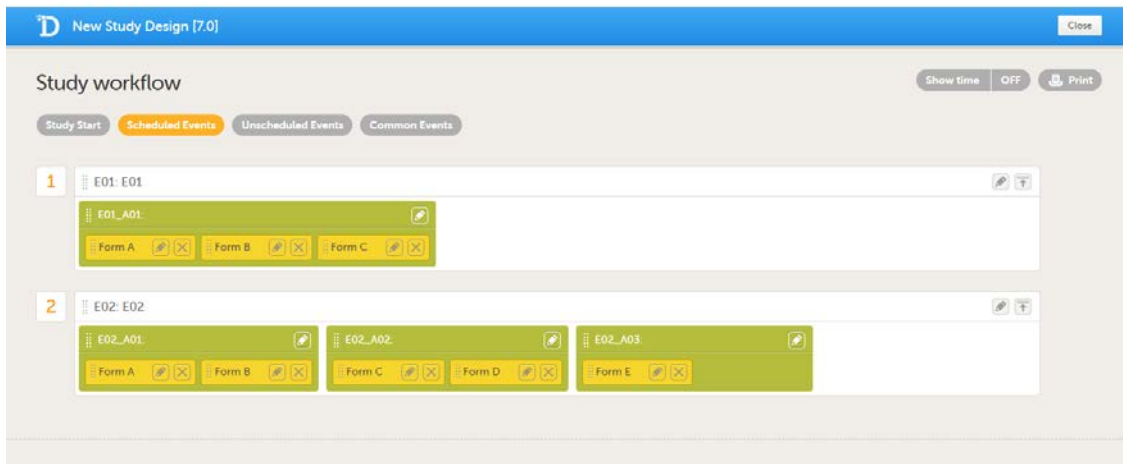 D New Study Design [7.0] Close
Study workflow Show time OFF Print
Study Start Scheduled Events Unscheduled Events Common Events
1 E01: E01
E01_A01:
Form A Form B Form C
2 E02: E02
E02_A01: E02_A02: E02_A03:
Form A Form B Form C Form D Form E